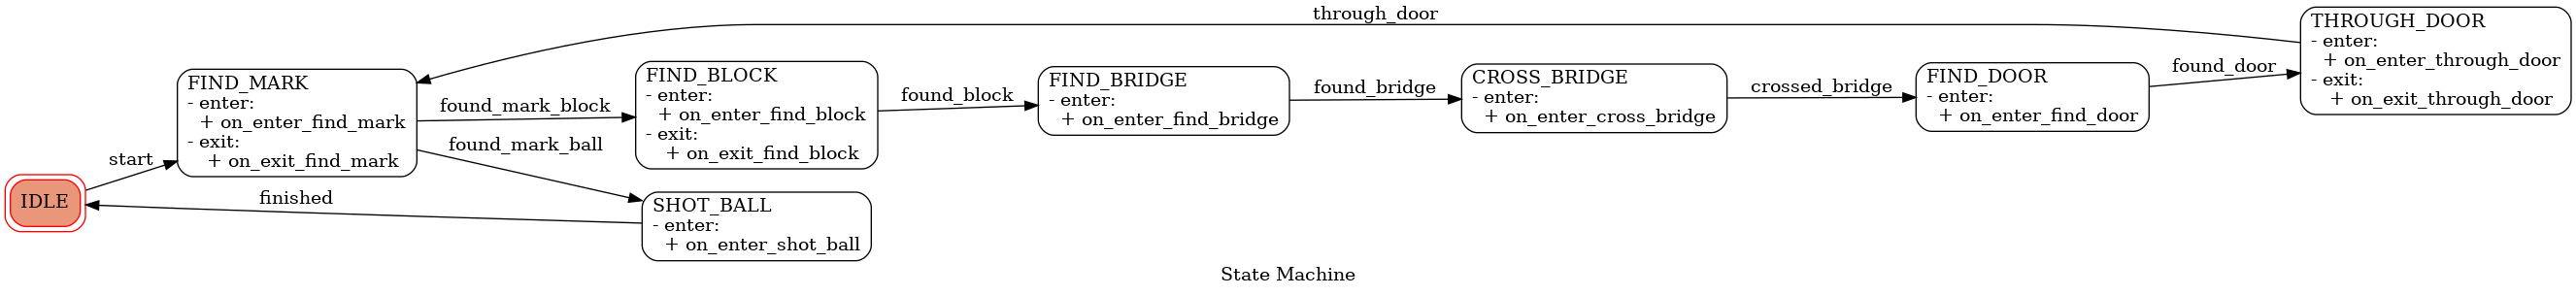 through_door
THROUGH_DOOR
- enter:
+ on_enter_through_door
- exit:
+ on_exit_through_door
FIND_MARK
- enter:
+ on_enter_find_mark
- exit:
+ on_exit_find_mark
found_mark_block
FIND_BLOCK
- enter:
+ on_enter_find_block
- exit:
+ on_exit_find_block
found_block
FIND_BRIDGE
- enter:
+ on_enter_find_bridge
found_bridge
CROSS_BRIDGE
- enter:
+ on_enter_cross_bridge
crossed_bridge
FIND_DOOR
- enter:
+ on_enter_find_door
found_door
start
found_mark_ball
IDLE
finished
SHOT_BALL
- enter:
+ on_enter_shot_ball
State Machine